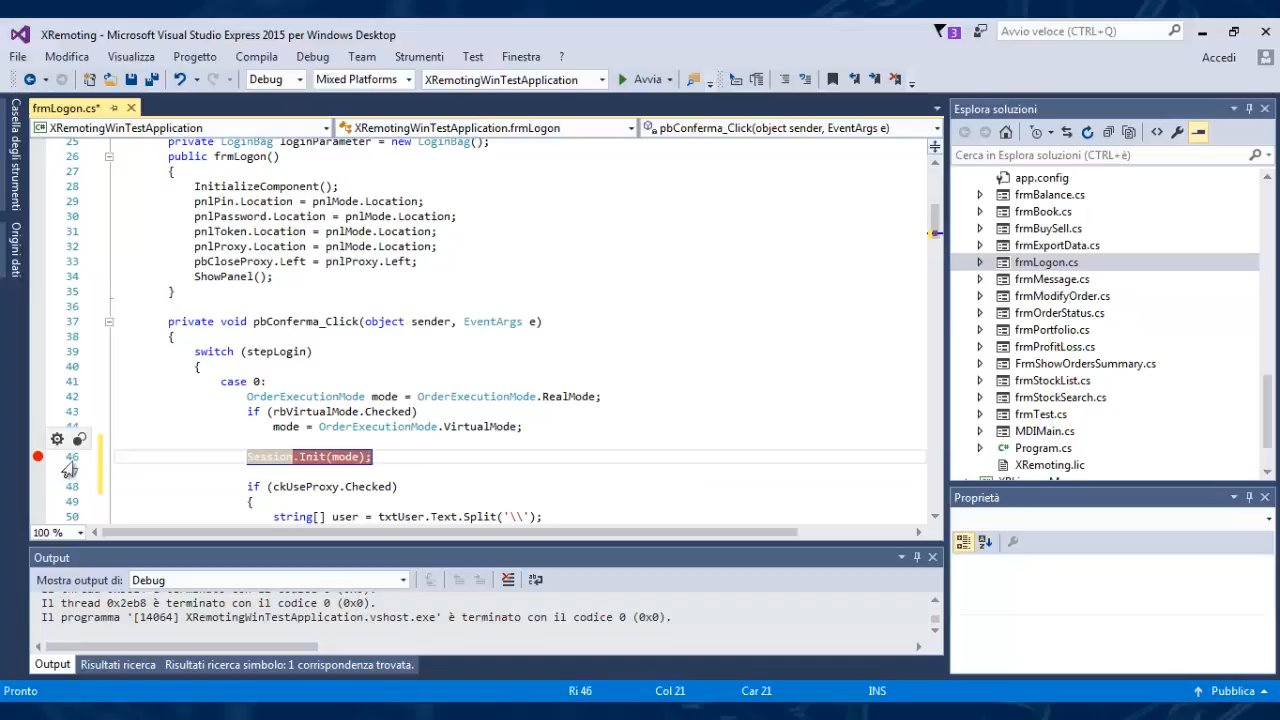 XRemoting - Microsoft Visual Studio Express 2015 per Windows Desktop
3
Avvio veloce (CTRL+Q)
File Modifica Visualizza Progetto Compila Debug Team Strumenti Test Finestra ?
Accedi
Debug Mixed Platforms XRemotingWinTestApplication Avvia
Casella degli strumenti
Origini dati
frmLogon.cs*
XRemotingWinTestApplication XRemotingWinTestApplication.frmLogon pbConferma_Click(object sender, EventArgs e)
25 private LoginBag loginParameter = new LoginBag();
26 public frmLogon()
27 {
28 InitializeComponent();
29 pnlPin.Location = pnlMode.Location;
30 pnlPassword.Location = pnlMode.Location;
31 pnlToken.Location = pnlMode.Location;
32 pnlProxy.Location = pnlMode.Location;
33 pbCloseProxy.Left = pnlProxy.Left;
34 ShowPanel();
35 }
36
37 private void pbConferma_Click(object sender, EventArgs e)
38 {
39 switch (stepLogin)
40 {
41 case 0:
42 OrderExecutionMode mode = OrderExecutionMode.RealMode;
43 if (rbVirtualMode.Checked)
44 mode = OrderExecutionMode.VirtualMode;
46 Session.Init(mode);
48 if (ckUseProxy.Checked)
49 {
50 string[] user = txtUser.Text.Split('\\');
100 %
Output
Mostra output di: Debug
Il thread 0x2eb8 è terminato con il codice 0 (0x0).
Il programma '[14064] XRemotingWinTestApplication.vshost.exe' è terminato con il codice 0 (0x0).
Output Risultati ricerca Risultati ricerca simbolo: 1 corrispondenza trovata.
Esplora soluzioni
Cerca in Esplora soluzioni (CTRL+è)
app.config
frmBalance.cs
frmBook.cs
frmBuySell.cs
frmExportData.cs
frmLogon.cs
frmMessage.cs
frmModifyOrder.cs
frmOrderStatus.cs
frmPortfolio.cs
frmProfitLoss.cs
FrmShowOrdersSummary.cs
frmStockList.cs
frmStockSearch.cs
frmTest.cs
MDIMain.cs
Program.cs
XRemoting.lic
Proprietà
Pronto Ri 46 Col 21 Car 21 INS Pubblica